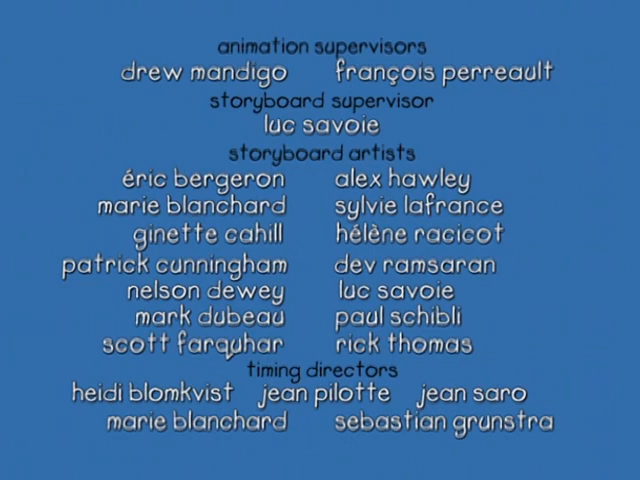 animation supervisors
drew mandigo françois perreault
storyboard supervisor
luc savoie
storyboard artists
éric bergeron alex hawley
marie blanchard sylvie lafrance
ginette cahill hélène racicot
patrick cunningham dev ramsaran
nelson dewey luc savoie
mark dubeau paul schibli
scott farquhar rick thomas
timing directors
heidi blomkvist jean pilotte jean saro
marie blanchard sebastian grunstra